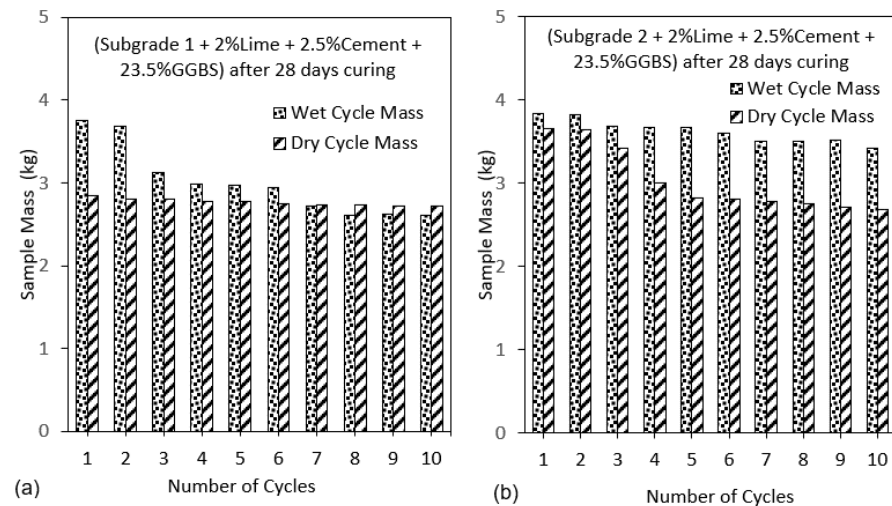 5
4
3
2
1
0
Sample Mass (kg)
(Subgrade 1 + 2%Lime + 2.5%Cement +
23.5%GGBS) after 28 days curing
Wet Cycle Mass
Dry Cycle Mass
1 2 3 4 5 6 7 8 9 10
Number of Cycles
(a)
5
4
3
2
1
0
Sample Mass (kg)
(Subgrade 2 + 2%Lime + 2.5%Cement +
23.5%GGBS) after 28 days curing
Wet Cycle Mass
Dry Cycle Mass
1 2 3 4 5 6 7 8 9 10
Number of Cycles
(b)